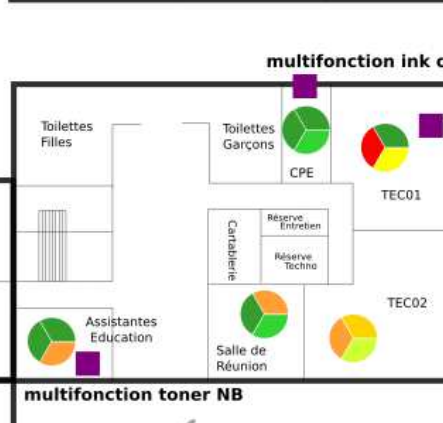 multifonction ink
Toilettes
Filles
Toilettes
Garçons
CPE
TEC01
Cartablerie
Réserve
Entretien
Réserve
Techno
TEC02
Assistantes
Education
Salle de
Réunion
multifonction toner NB